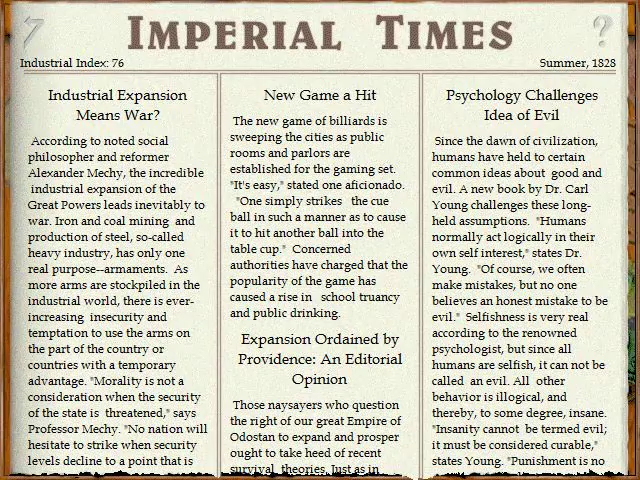 IMPERIAL TIMES
?
Industrial Index: 76
Summer, 1828
Industrial Expansion
Means War?
According to noted social
philosopher and reformer
Alexander Mechy, the incredible
industrial expansion of the
Great Powers leads inevitably to
war. Iron and coal mining and
production of steel, so-called
heavy industry, has only one
real purpose--armaments. As
more arms are stockpiled in the
industrial world, there is ever-
increasing insecurity and
temptation to use the arms on
the part of the country or
countries with a temporary
advantage. "Morality is not a
consideration when the security
of the state is threatened," says
Professor Mechy. "No nation will
hesitate to strike when security
levels decline to a point that is
New Game a Hit
The new game of billiards is
sweeping the cities as public
rooms and parlors are
established for the gaming set.
"It's easy," stated one aficionado.
"One simply strikes the cue
ball in such a manner as to cause
it to hit another ball into the
table cup." Concerned
authorities have charged that the
popularity of the game has
caused a rise in school truancy
and public drinking.
Expansion Ordained by
Providence: An Editorial
Opinion
Those naysayers who question
the right of our great Empire of
Odostan to expand and prosper
ought to take heed of recent
survival theories. Just as in
Psychology Challenges
Idea of Evil
Since the dawn of civilization,
humans have held to certain
common ideas about good and
evil. A new book by Dr. Carl
Young challenges these long-
held assumptions. "Humans
normally act logically in their
own self interest," states Dr.
Young. "Of course, we often
make mistakes, but no one
believes an honest mistake to be
evil." Selfishness is very real
according to the renowned
psychologist, but since all
humans are selfish, it can not be
called an evil. All other
behavior is illogical, and
thereby, to some degree, insane.
"Insanity cannot be termed evil;
it must be considered curable,"
states Young. "Punishment is no